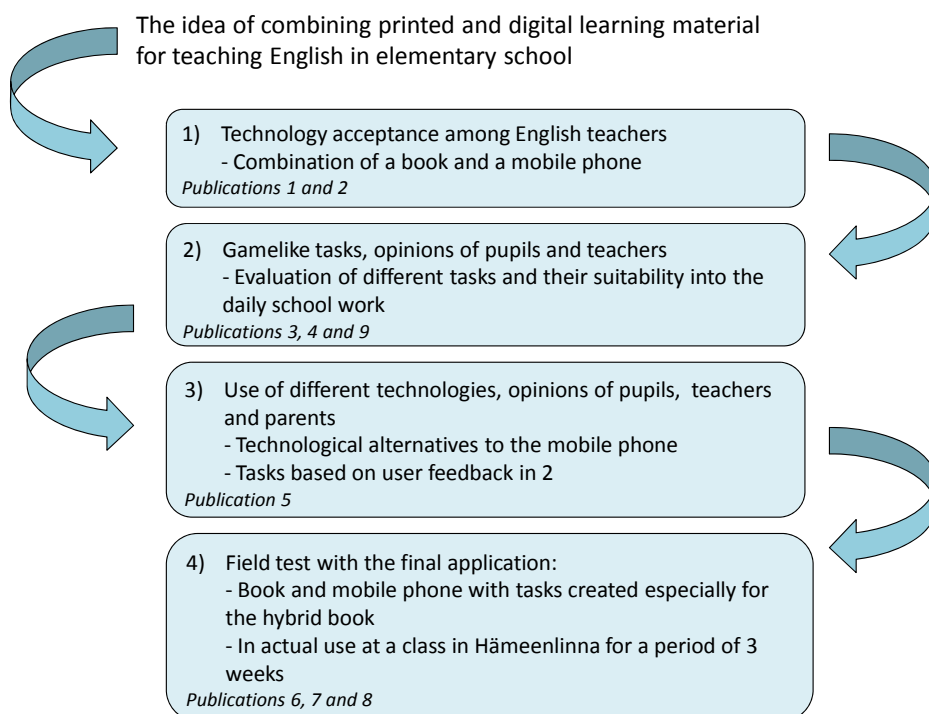 The idea of combining printed and digital learning material
for teaching English in elementary school
1) Technology acceptance among English teachers
- Combination of a book and a mobile phone
Publications 1 and 2
2) Gamelike tasks, opinions of pupils and teachers
- Evaluation of different tasks and their suitability into the
daily school work
Publications 3, 4 and 9
3) Use of different technologies, opinions of pupils, teachers
and parents
- Technological alternatives to the mobile phone
- Tasks based on user feedback in 2
Publication 5
4) Field test with the final application:
- Book and mobile phone with tasks created especially for
the hybrid book
- In actual use at a class in Hämeenlinna for a period of 3
weeks
Publications 6, 7 and 8